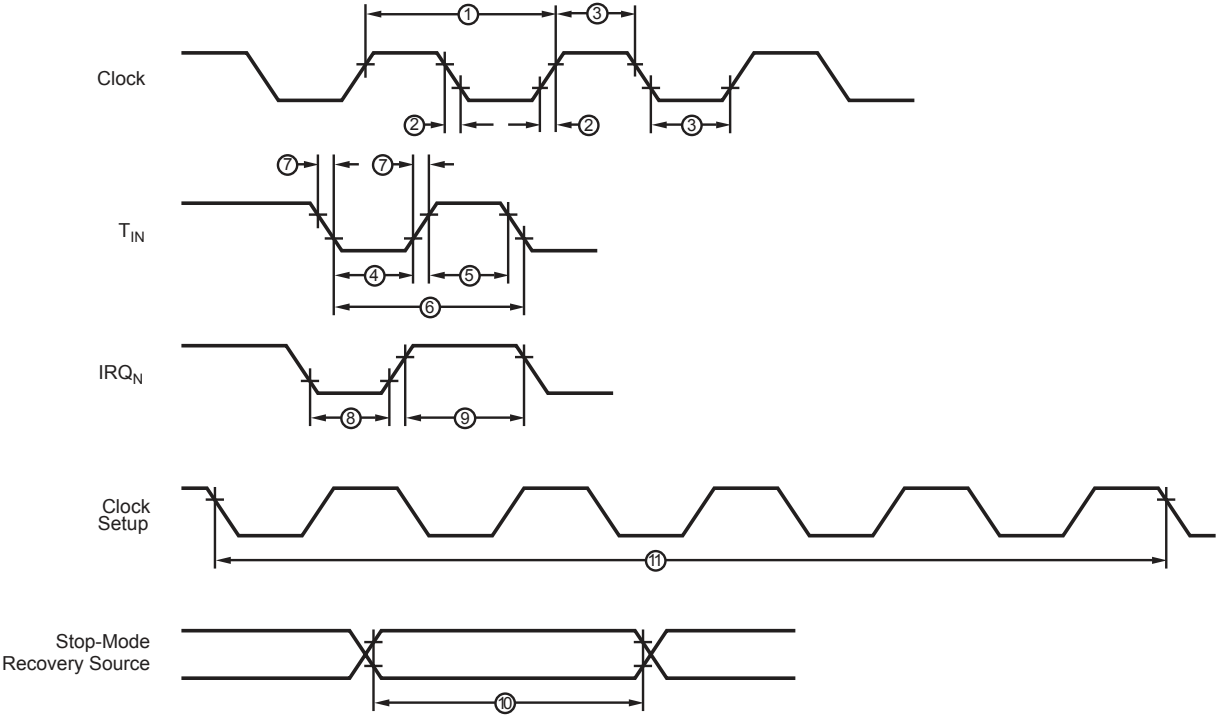 ① ③
Clock
② ② ③
⑦ ⑦
T_IN
④ ⑤
⑥
IRQ_N
⑧ ⑨
Clock
Setup
⑪
Stop-Mode
Recovery Source
⑩